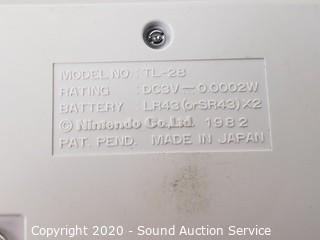 MODEL NO. : TL-28
RATING : DC3V ⎓ 0.0002W
BATTERY : LR43 (orSR43) X2
© Nintendo Co.,Ltd. 1982
PAT. PEND. MADE IN JAPAN
Copyright © 2020 - Sound Auction Service